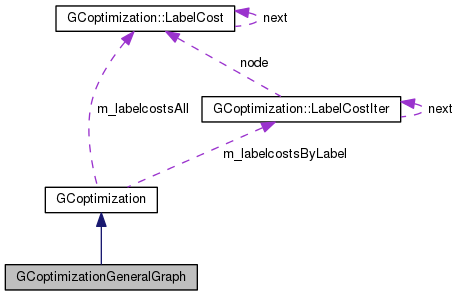 GCoptimization::LabelCost
next
node
m_labelcostsAll
GCoptimization::LabelCostIter
next
m_labelcostsByLabel
GCoptimization
GCoptimizationGeneralGraph